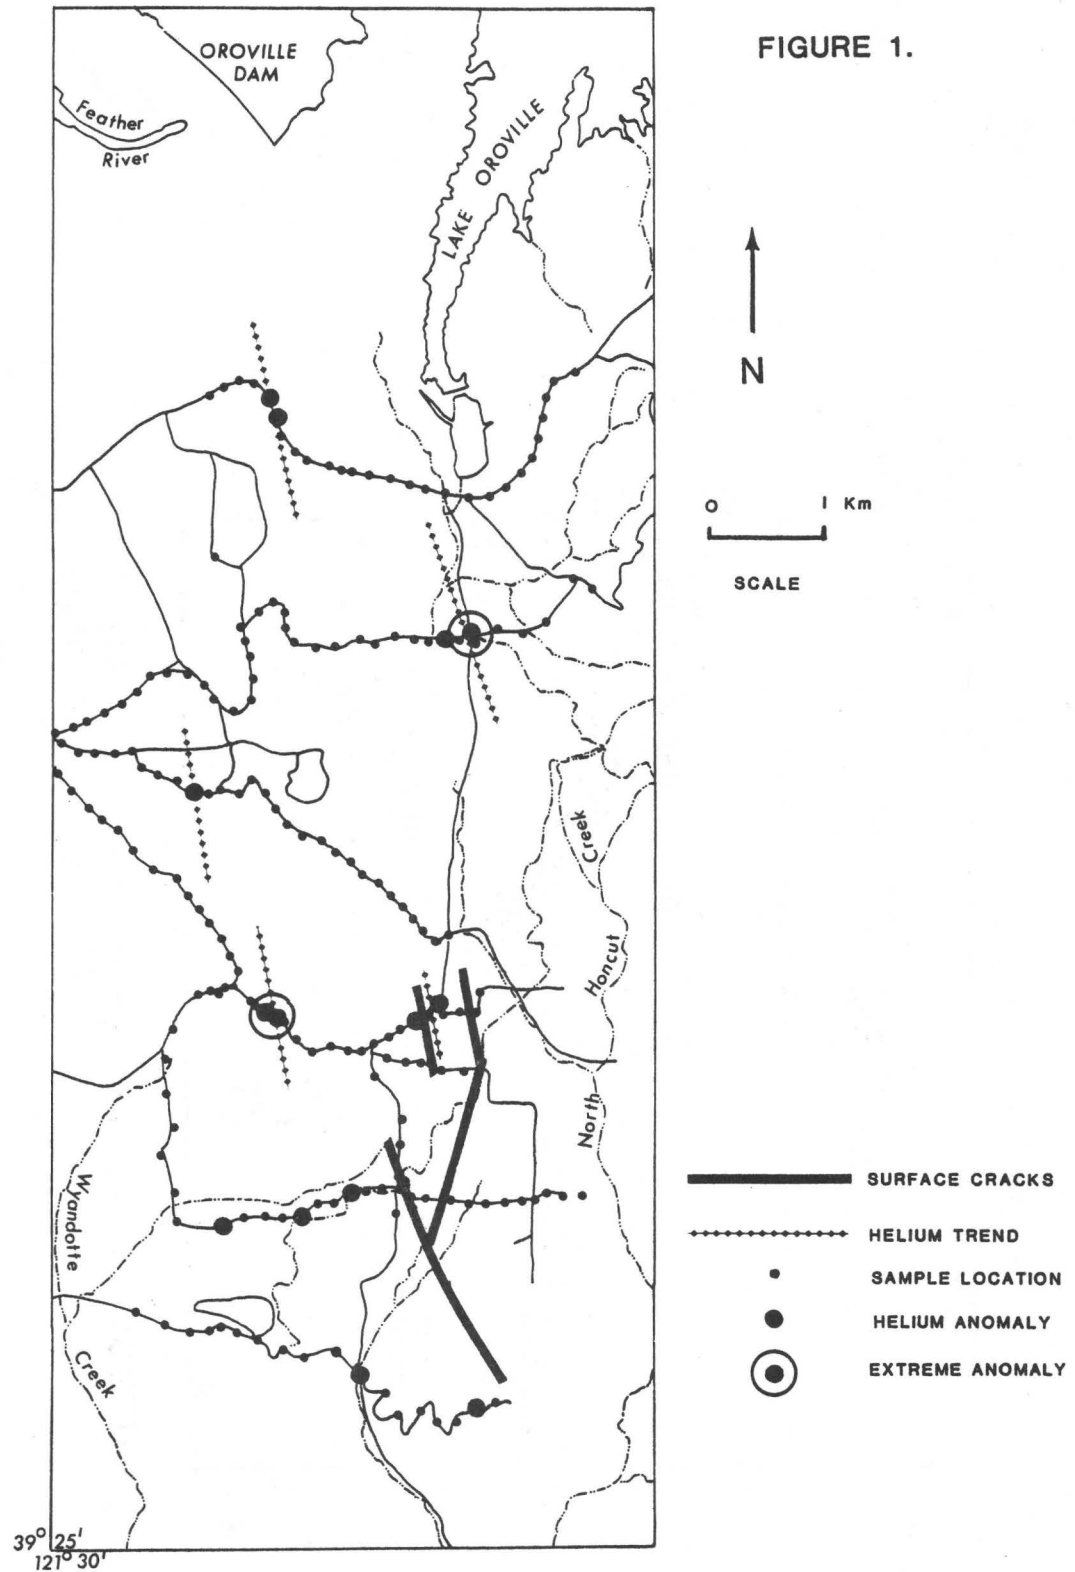 FIGURE 1.
OROVILLE
DAM
Feather
River
LAKE OROVILLE
N
0 1 Km
SCALE
Creek
Honcut
North
Wyandotte
Creek
SURFACE CRACKS
HELIUM TREND
SAMPLE LOCATION
HELIUM ANOMALY
EXTREME ANOMALY
39° 25'
121° 30'